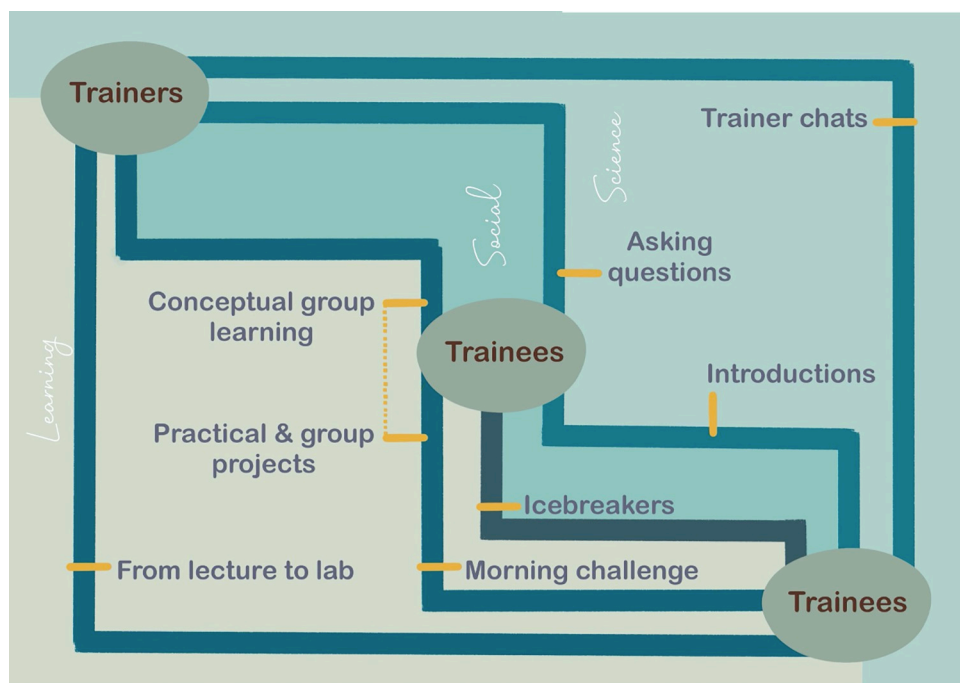 Trainers
Trainer chats
Science
Social
Asking
questions
Conceptual group
learning
Trainees
Learning
Introductions
Practical & group
projects
Icebreakers
From lecture to lab
Morning challenge
Trainees